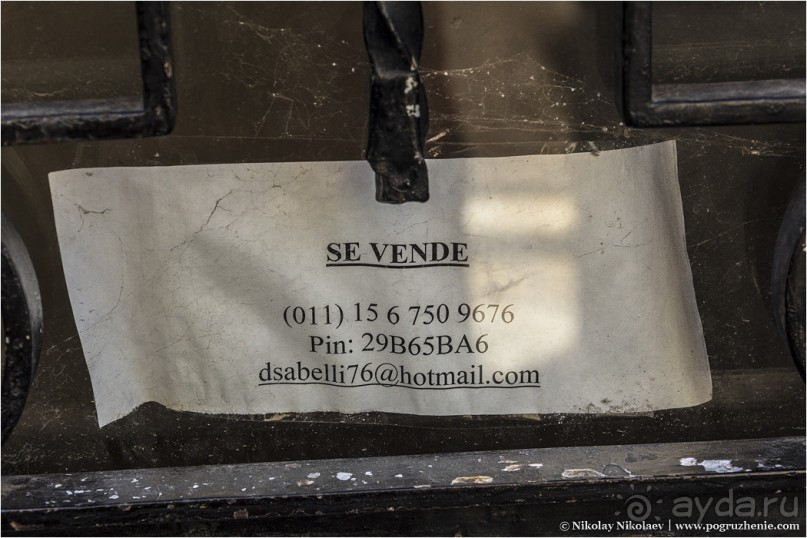 SE VENDE
(011) 15 6 750 9676
Pin: 29B65BA6
dsabelli76@hotmail.com
ayda.ru
© Nikolay Nikolaev | www.pogruzhenie.com